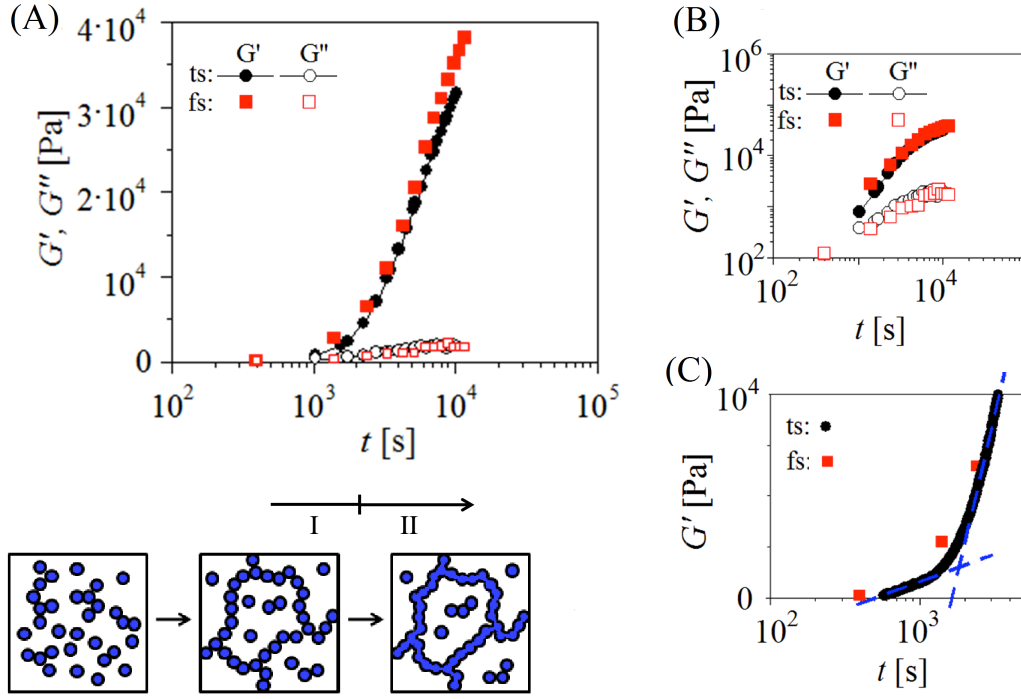 (A)
4·10⁴
3·10⁴
2·10⁴
10⁴
0
G', G'' [Pa]
G' G''
ts:
fs:
10² 10³ 10⁴ 10⁵
t [s]
I II
(B)
10⁶
10⁴
10²
G', G'' [Pa]
G' G''
ts:
fs:
10² 10⁴
t [s]
(C)
10⁴
0
G' [Pa]
ts:
fs:
10² 10³
t [s]